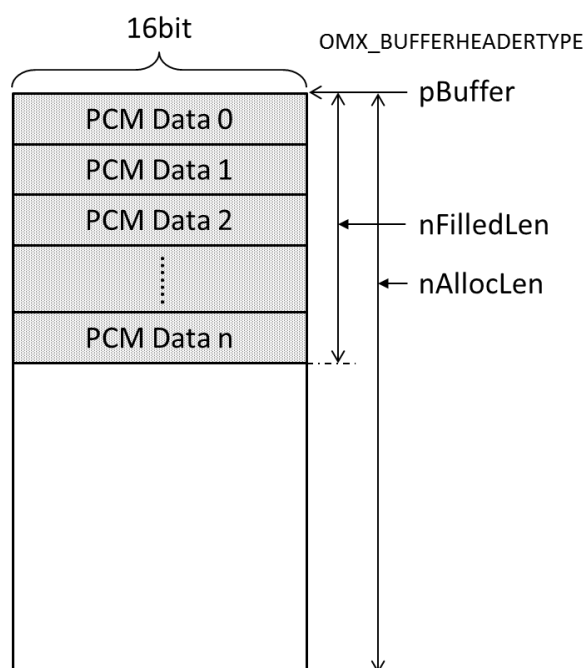 16bit
OMX_BUFFERHEADERTYPE
pBuffer
PCM Data 0
PCM Data 1
PCM Data 2
nFilledLen
nAllocLen
PCM Data n